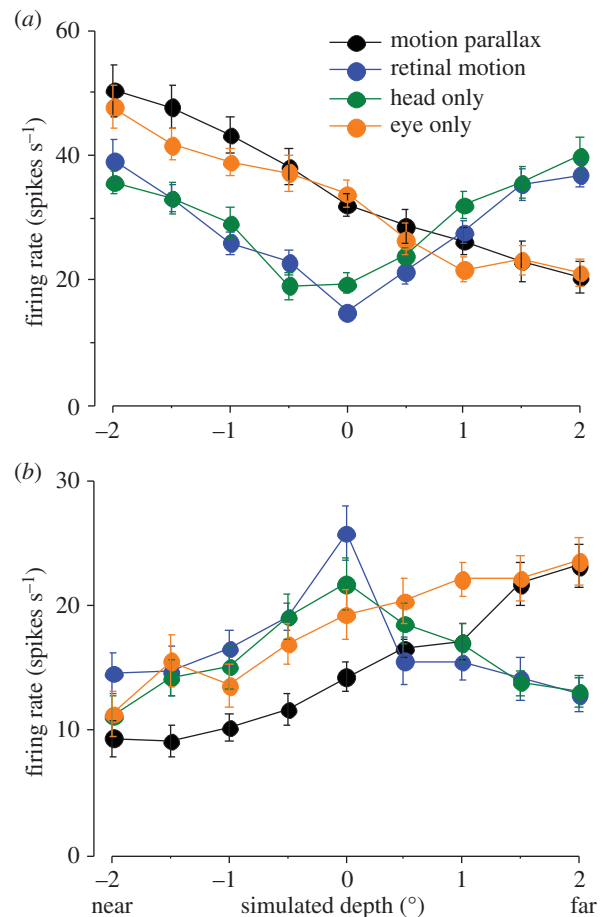 (a)
60
40
20
0
firing rate (spikes s−1)
motion parallax
retinal motion
head only
eye only
−2
−1
0
1
2
(b)
30
20
10
0
firing rate (spikes s−1)
−2
−1
0
1
2
near
simulated depth (°)
far